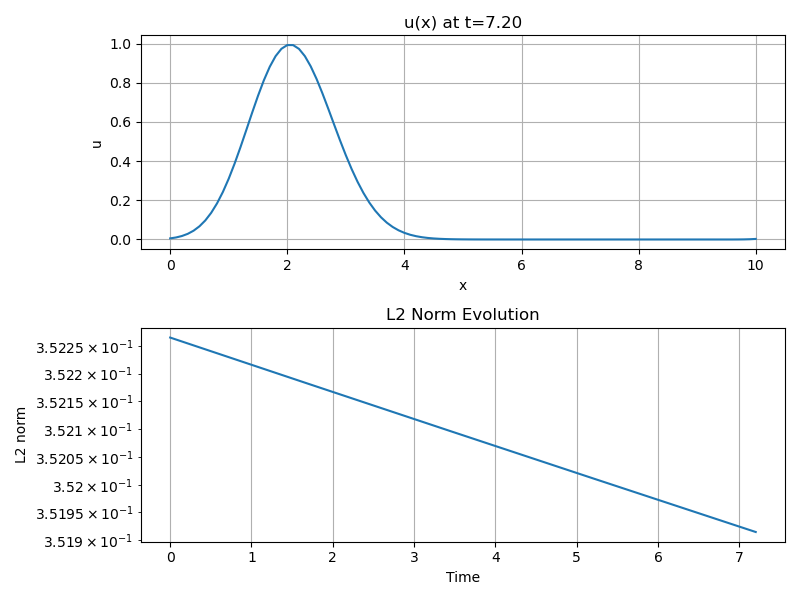 u(x) at t=7.20
1.0
0.8
0.6
0.4
0.2
0.0
u
0 2 4 6 8 10
x
L2 Norm Evolution
3.5225 × 10⁻¹
3.522 × 10⁻¹
3.5215 × 10⁻¹
3.521 × 10⁻¹
3.5205 × 10⁻¹
3.52 × 10⁻¹
3.5195 × 10⁻¹
3.519 × 10⁻¹
L2 norm
0 1 2 3 4 5 6 7
Time